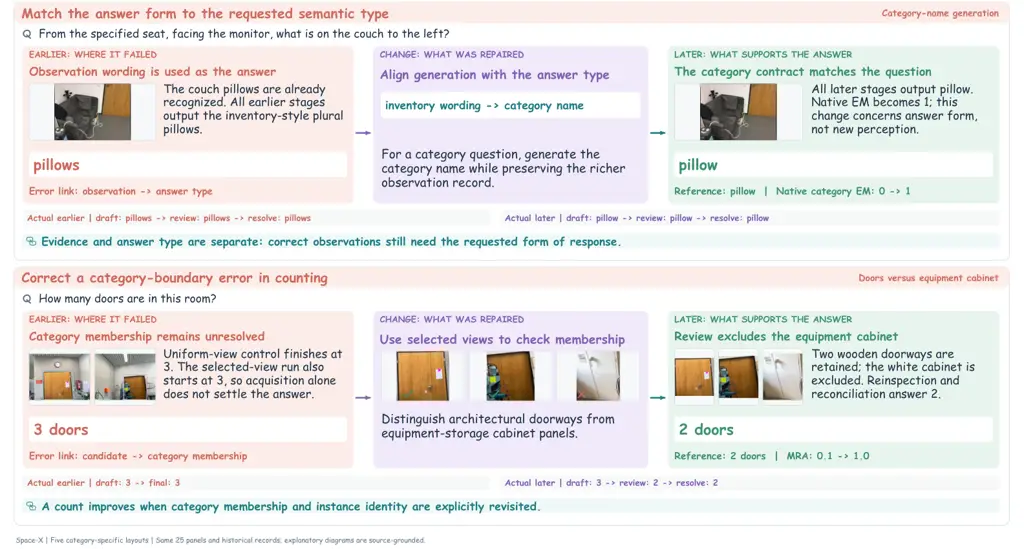 Match the answer form to the requested semantic type
Category-name generation
Q From the specified seat, facing the monitor, what is on the couch to the left?
EARLIER: WHERE IT FAILED
Observation wording is used as the answer
The couch pillows are already
recognized. All earlier stages
output the inventory-style plural
pillows.
pillows
Error link: observation -> answer type
CHANGE: WHAT WAS REPAIRED
Align generation with the answer type
inventory wording -> category name
For a category question, generate the
category name while preserving the richer
observation record.
LATER: WHAT SUPPORTS THE ANSWER
The category contract matches the question
All later stages output pillow.
Native EM becomes 1; this
change concerns answer form,
not new perception.
pillow
Reference: pillow | Native category EM: 0 -> 1
Actual earlier | draft: pillows -> review: pillows -> resolve: pillows
Actual later | draft: pillow -> review: pillow -> resolve: pillow
Evidence and answer type are separate: correct observations still need the requested form of response.
Correct a category-boundary error in counting
Doors versus equipment cabinet
Q How many doors are in this room?
EARLIER: WHERE IT FAILED
Category membership remains unresolved
Uniform-view control finishes at
3. The selected-view run also
starts at 3, so acquisition alone
does not settle the answer.
3 doors
Error link: candidate -> category membership
CHANGE: WHAT WAS REPAIRED
Use selected views to check membership
Distinguish architectural doorways from
equipment-storage cabinet panels.
LATER: WHAT SUPPORTS THE ANSWER
Review excludes the equipment cabinet
Two wooden doorways are
retained; the white cabinet is
excluded. Reinspection and
reconciliation answer 2.
2 doors
Reference: 2 doors | MRA: 0.1 -> 1.0
Actual earlier | draft: 3 -> final: 3
Actual later | draft: 3 -> review: 2 -> resolve: 2
A count improves when category membership and instance identity are explicitly revisited.
Space-X | Five category-specific layouts | Same 25 panels and historical records; explanatory diagrams are source-grounded.